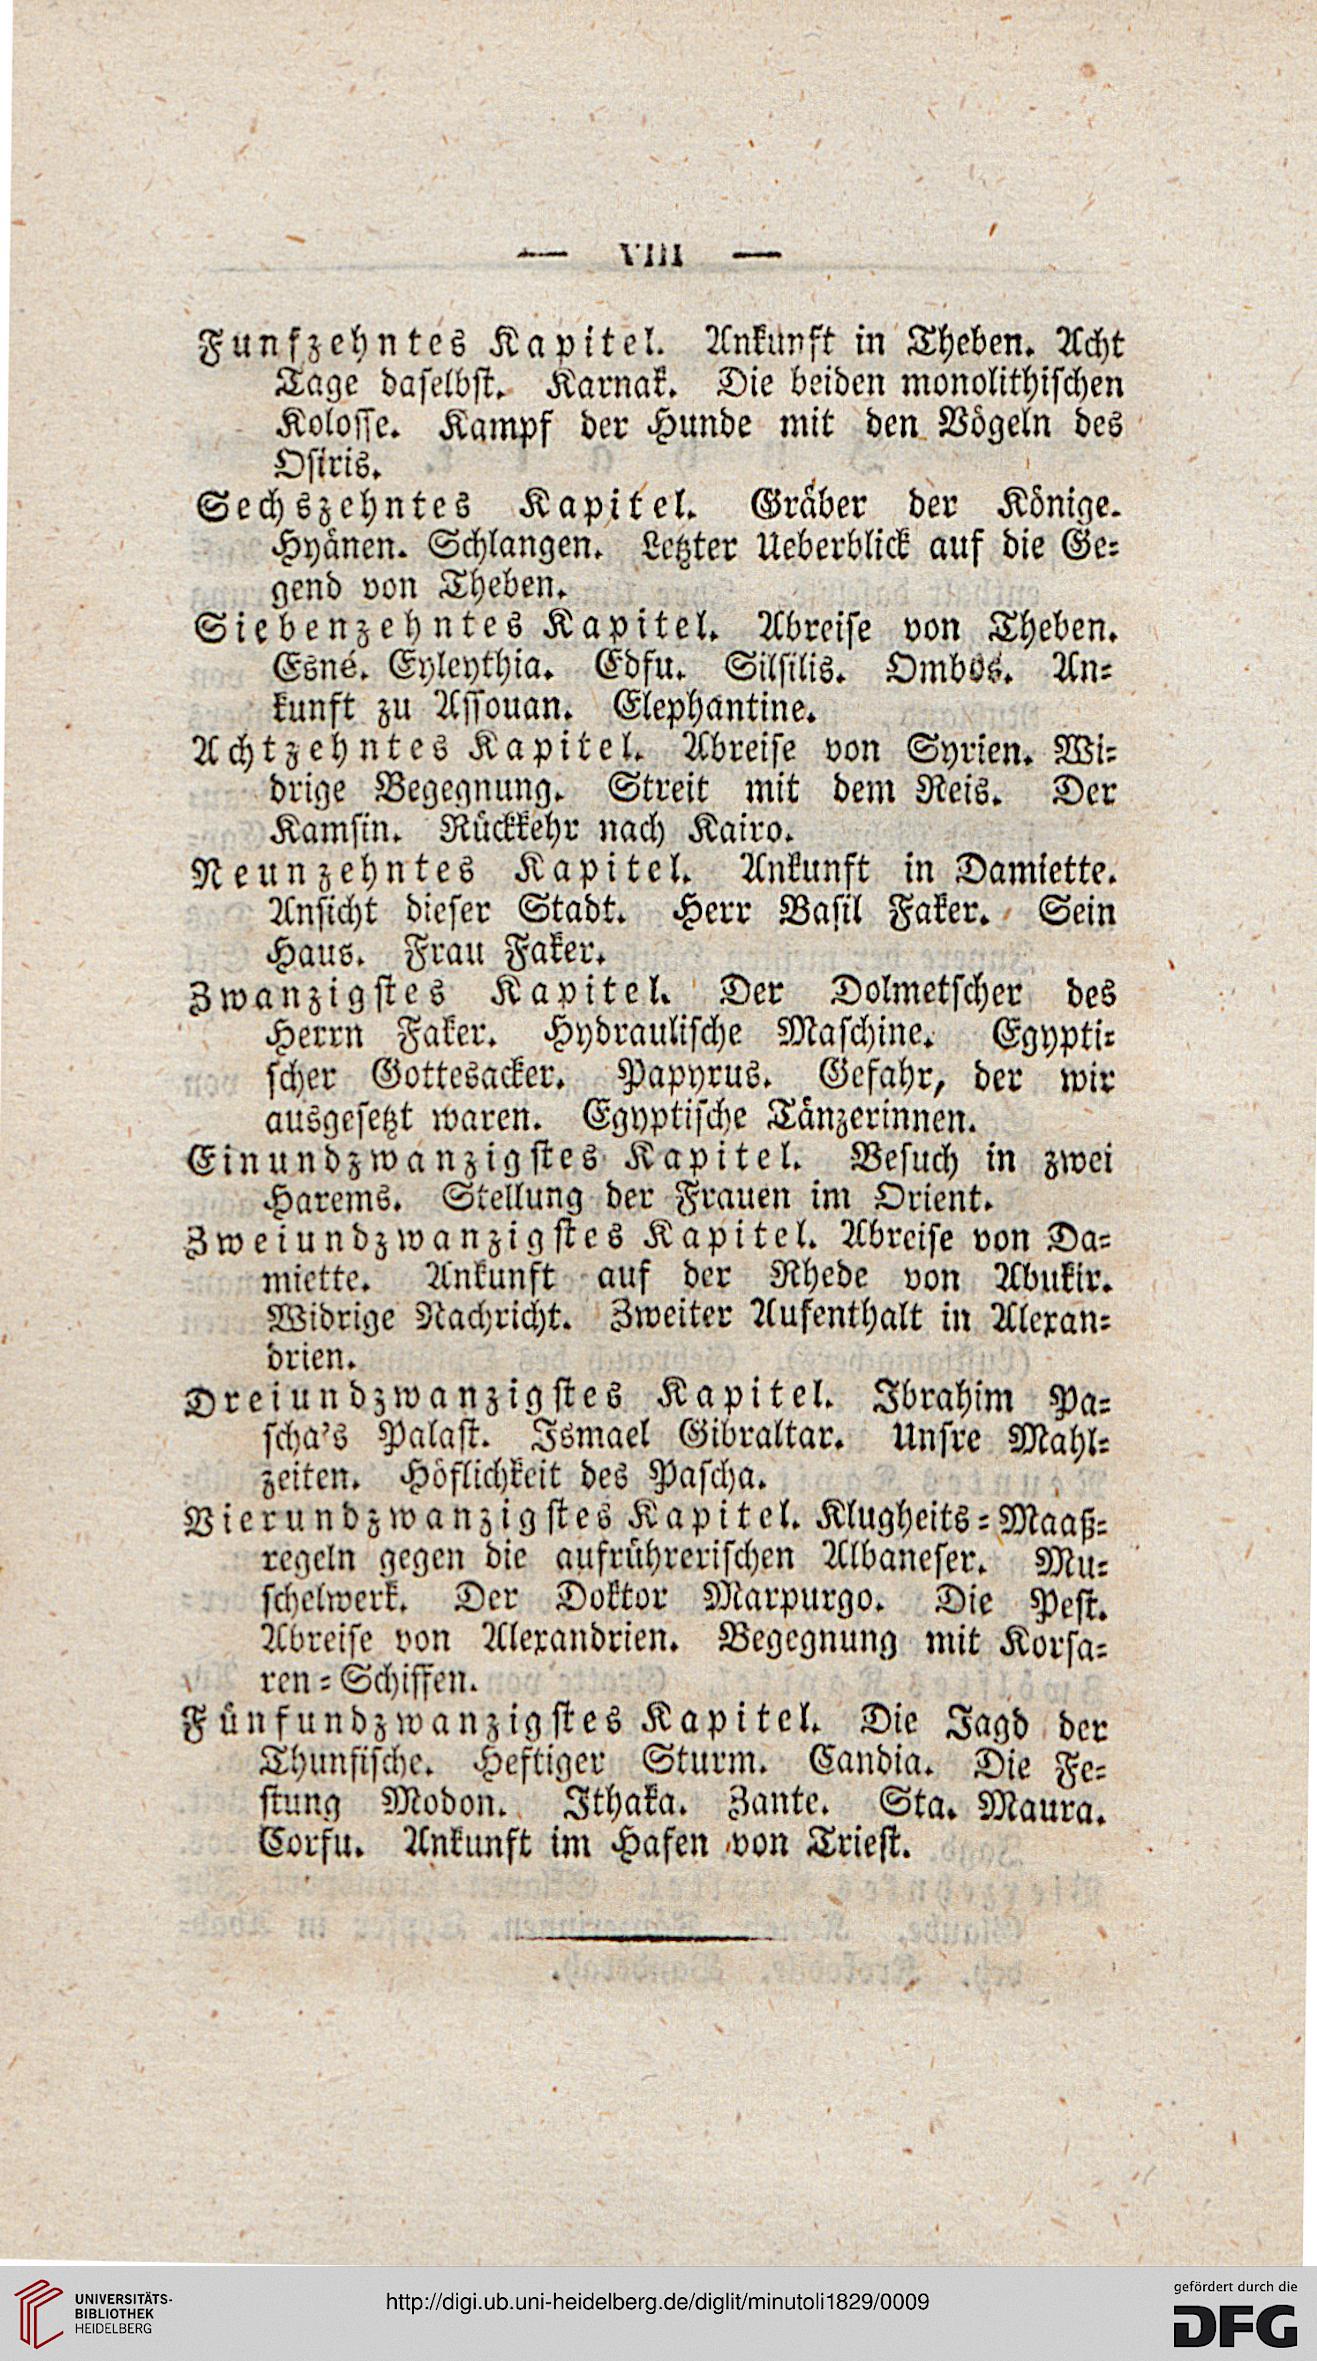 — VIII —
Funfzehntes Kapitel. Ankunft in Theben. Acht
Tage daselbst. Karnak. Die beiden monolithischen
Kolosse. Kampf der Hunde mit den Vögeln des
Osiris.
Sechszehntes Kapitel. Gräber der Könige.
Hyänen. Schlangen. Letzter Ueberblick auf die Ge-
gend von Theben.
Siebenzehntes Kapitel. Abreise von Theben.
Esné. Eyleythia. Edfu. Silsilis. Ombos. An-
kunft zu Assouan. Elephantine.
Achtzehntes Kapitel. Abreise von Syrien. Wi-
drige Begegnung. Streit mit dem Reis. Der
Kamsin. Rückkehr nach Kairo.
Neunzehntes Kapitel. Ankunft in Damiette.
Ansicht dieser Stadt. Herr Basil Faker. Sein
Haus. Frau Faker.
Zwanzigstes Kapitel. Der Dolmetscher des
Herrn Faker. Hydraulische Maschine. Egypti-
scher Gottesacker. Papyrus. Gefahr, der wir
ausgesetzt waren. Egyptische Tänzerinnen.
Einundzwanzigstes Kapitel. Besuch in zwei
Harems. Stellung der Frauen im Orient.
Zweiundzwanzigstes Kapitel. Abreise von Da-
miette. Ankunft auf der Rhede von Abukir.
Widrige Nachricht. Zweiter Aufenthalt in Alexan-
drien.
Dreiundzwanzigstes Kapitel. Ibrahim Pa-
scha's Palast. Ismael Gibraltar. Unsre Mahl-
zeiten. Höflichkeit des Pascha.
Vierundzwanzigstes Kapitel. Klugheits-Maaß-
regeln gegen die aufrührerischen Albaneser. Mu-
schelwerk. Der Doktor Marpurgo. Die Pest.
Abreise von Alexandrien. Begegnung mit Korsa-
ren-Schiffen.
Fünfundzwanzigstes Kapitel. Die Jagd der
Thunfische. Heftiger Sturm. Candia. Die Fe-
stung Modon. Ithaka. Zante. Sta. Maura.
Corfu. Ankunft im Hafen von Triest.
UNIVERSITÄTS-
BIBLIOTHEK
HEIDELBERG
http://digi.ub.uni-heidelberg.de/diglit/minutoli1829/0009
gefördert durch die
DFG